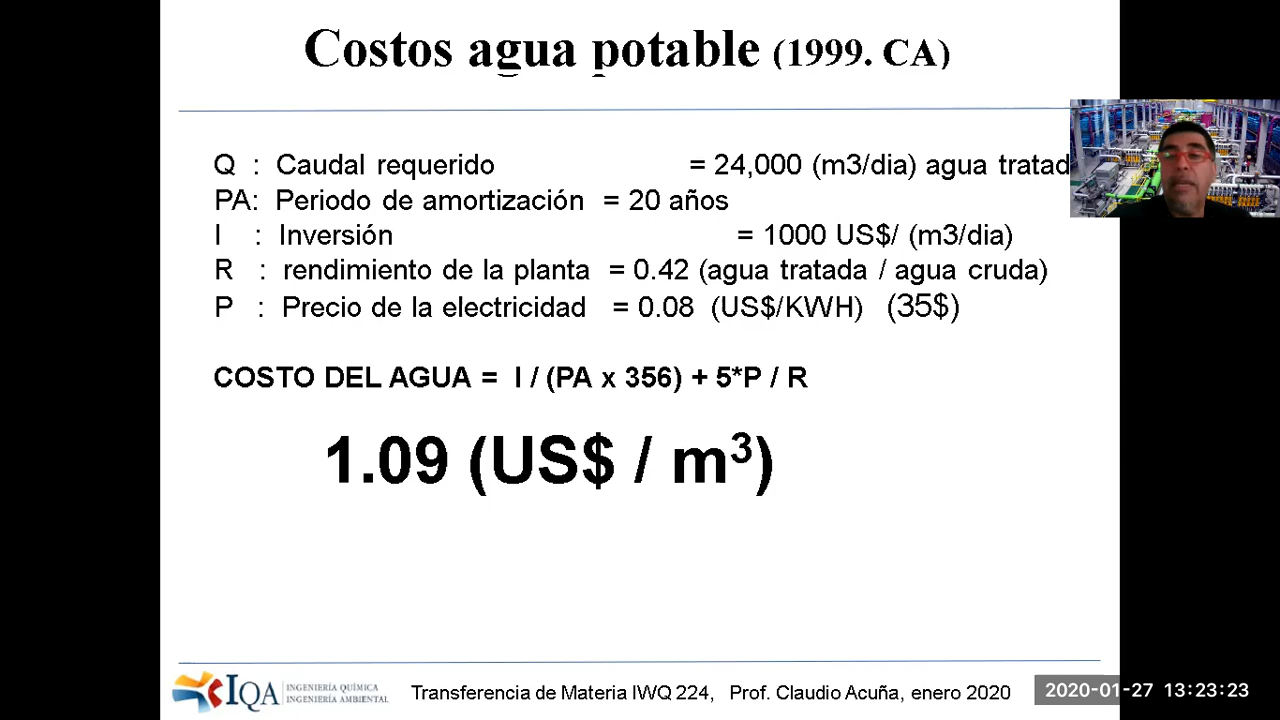 Costos agua potable (1999. CA)
Q : Caudal requerido = 24,000 (m3/dia) agua tratad
PA: Periodo de amortización = 20 años
I : Inversión = 1000 US$/ (m3/dia)
R : rendimiento de la planta = 0.42 (agua tratada / agua cruda)
P : Precio de la electricidad = 0.08 (US$/KWH) (35$)
COSTO DEL AGUA = I / (PA x 356) + 5*P / R
1.09 (US$ / m³)
IQA INGENIERÍA QUÍMICA
INGENIERÍA AMBIENTAL
Transferencia de Materia IWQ 224, Prof. Claudio Acuña, enero 2020
2020-01-27 13:23:23